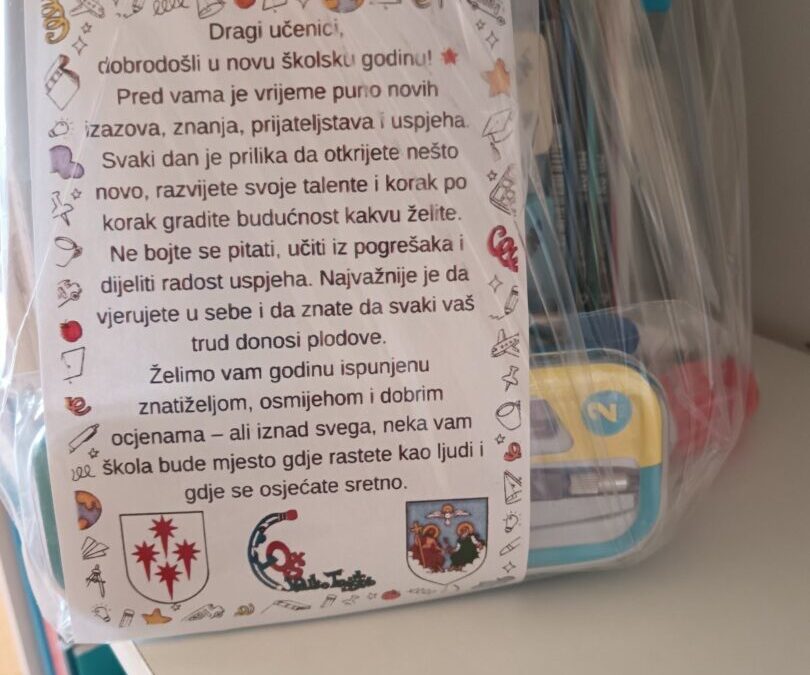 Dragi učenici,
dobrodošli u novu školsku godinu!
Pred vama je vrijeme puno novih
izazova, znanja, prijateljstava i uspjeha.
Svaki dan je prilika da otkrijete nešto
novo, razvijete svoje talente i korak po
korak gradite budućnost kakvu želite.
Ne bojte se pitati, učiti iz pogrešaka i
dijeliti radost uspjeha. Najvažnije je da
vjerujete u sebe i da znate da svaki vaš
trud donosi plodove.
Želimo vam godinu ispunjenu
znatiželjom, osmijehom i dobrim
ocjenama – ali iznad svega, neka vam
škola bude mjesto gdje rastete kao ljudi i
gdje se osjećate sretno.
2